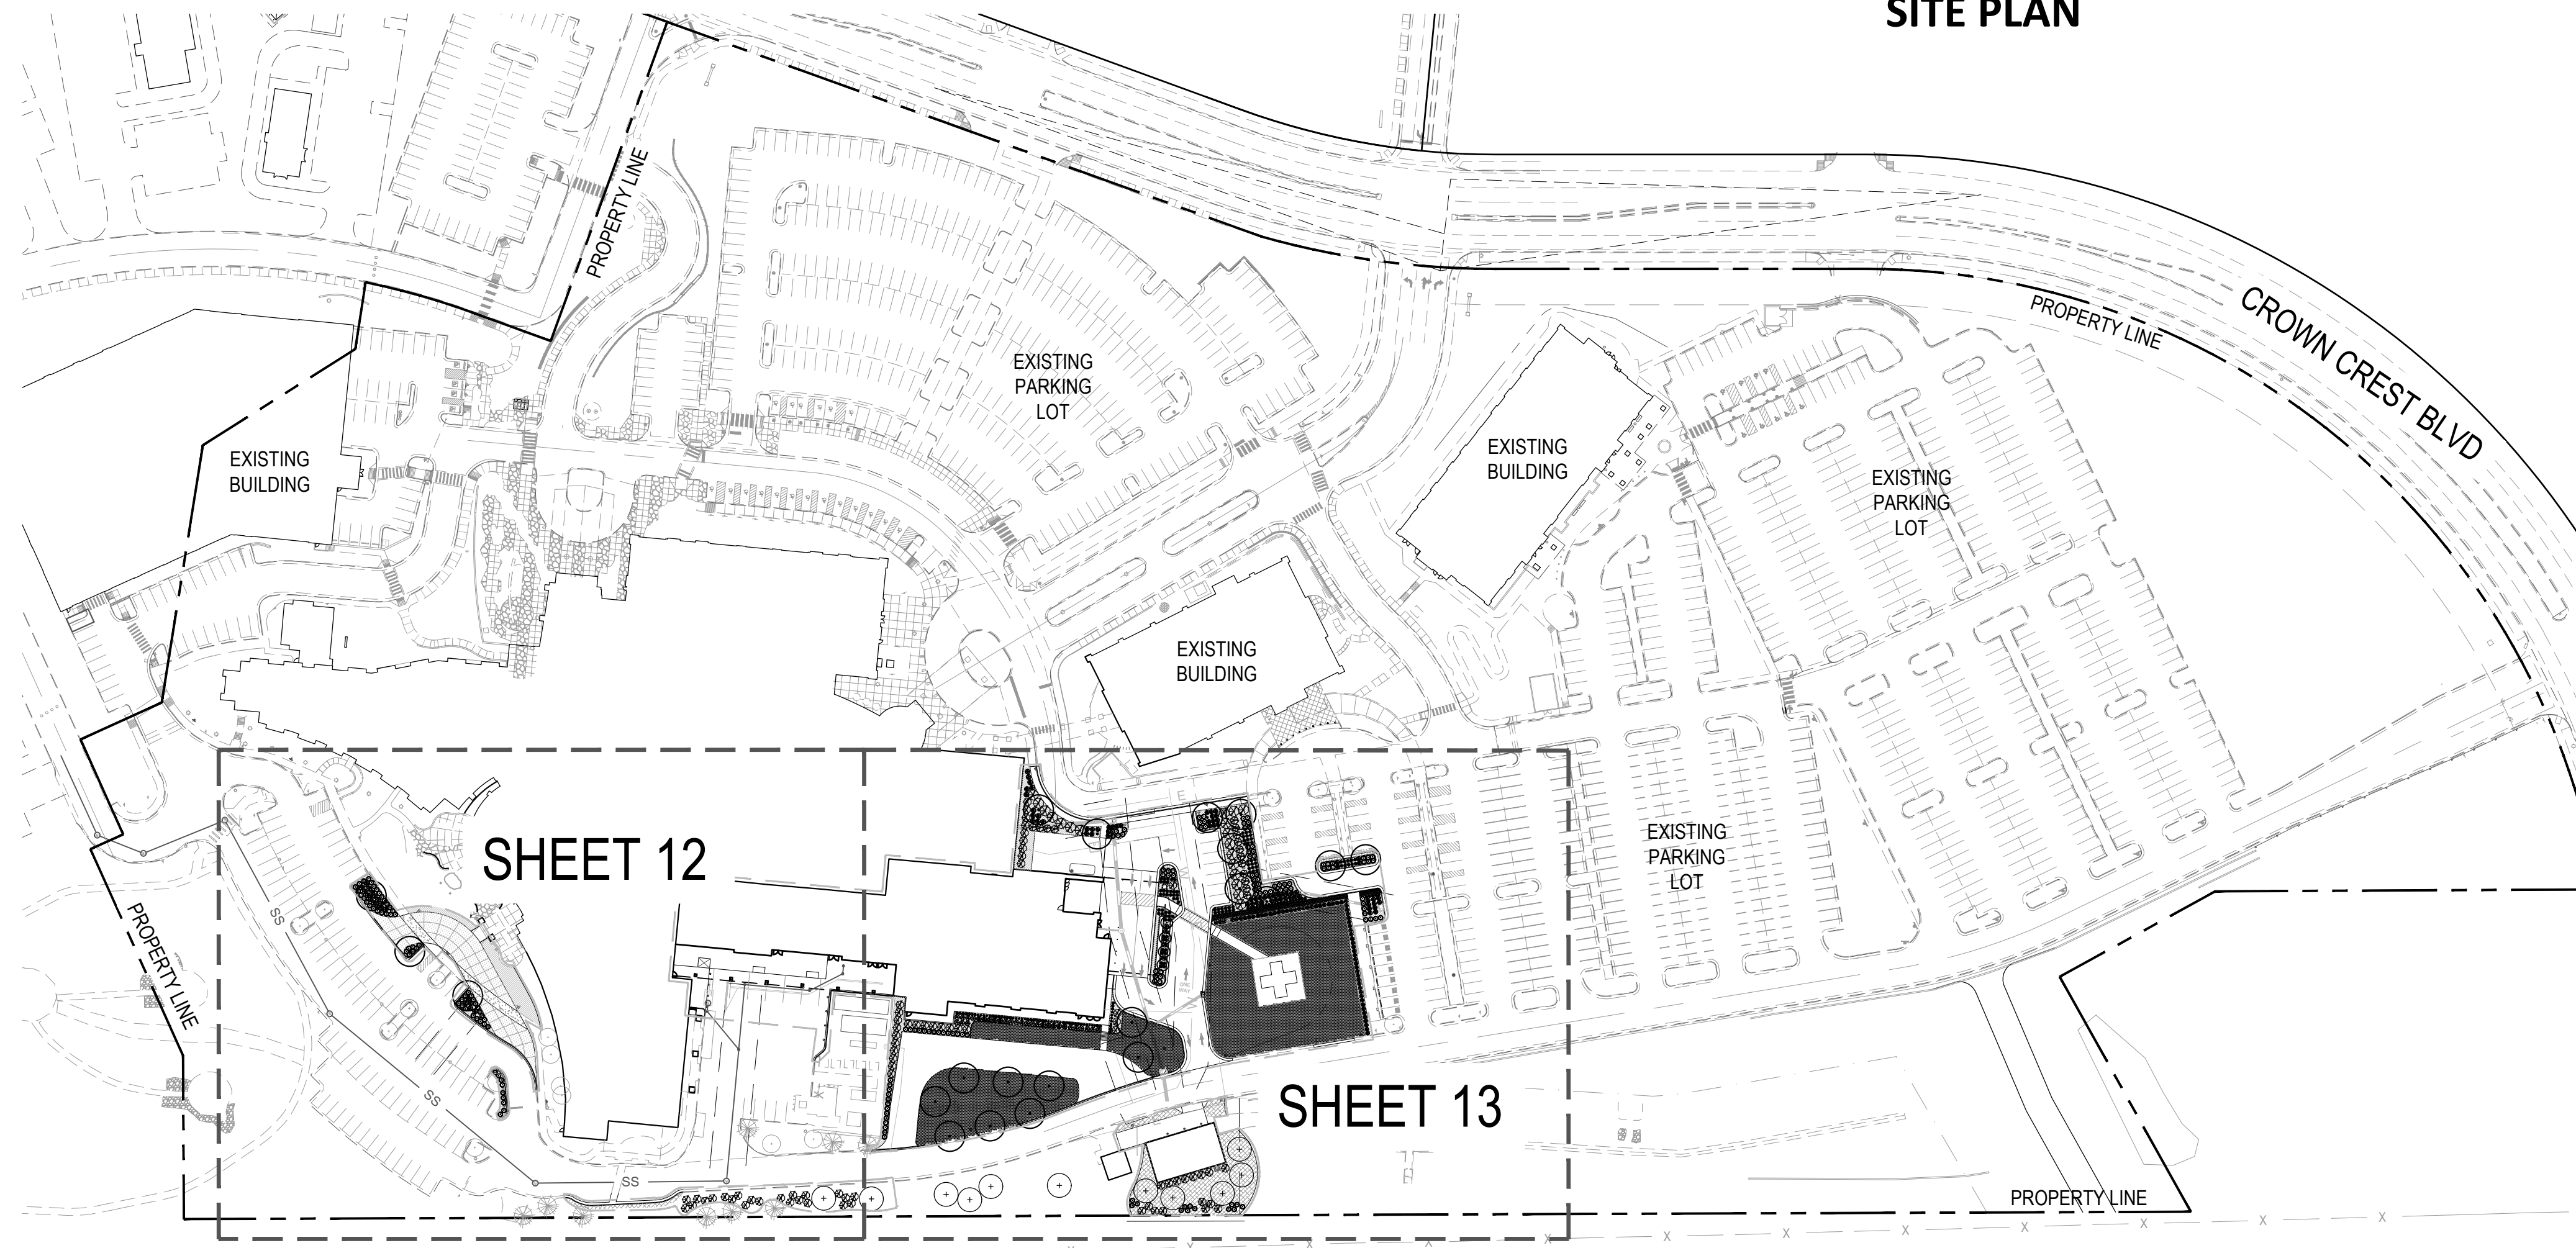 SITE PLAN
PROPERTY LINE
CROWN CREST BLVD
PROPERTY LINE
EXISTING
PARKING
LOT
EXISTING
BUILDING
EXISTING
BUILDING
EXISTING
PARKING
LOT
EXISTING
BUILDING
SHEET 12
EXISTING
PARKING
LOT
PROPERTY LINE
SS
E
ONE
WAY
SS
SHEET 13
SS
PROPERTY LINE
X X X X X X X X